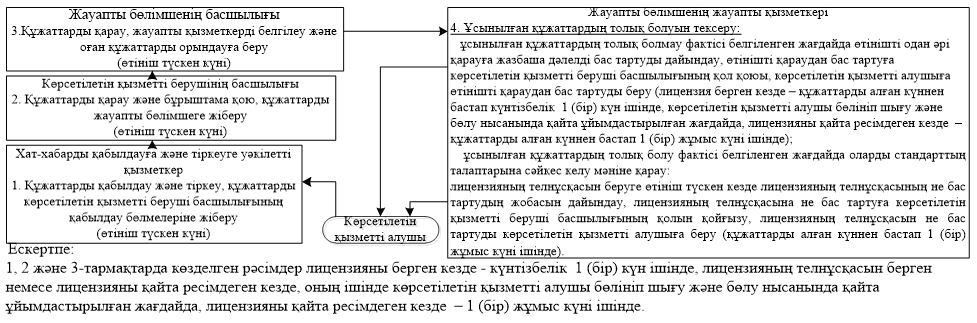 Жауапты бөлімшенің басшылығы
3.Құжаттарды қарау, жауапты қызметкерді белгілеу және
оған құжаттарды орындауға беру
(өтініш түскен күні)
Көрсетілетін қызметті берушінің басшылығы
2. Құжаттарды қарау және бұрыштама қою, құжаттарды
жауапты бөлімшеге жіберу
(өтініш түскен күні)
Хат-хабарды қабылдауға және тіркеуге уәкілетті
қызметкер
1. Құжаттарды қабылдау және тіркеу, құжаттарды
көрсетілетін қызметті беруші басшылығының
қабылдау бөлмелеріне жіберу
(өтініш түскен күні)
Көрсетілетін
қызметті алушы
Жауапты бөлімшенің жауапты қызметкері
4. Ұсынылған құжаттардың толық болуын тексеру:
ұсынылған құжаттардың толық болмау фактісі белгіленген жағдайда өтінішті одан әрі
қарауға жазбаша дәлелді бас тартуды дайындау, өтінішті қараудан бас тартуға
көрсетілетін қызметті беруші басшылығының қол қоюы, көрсетілетін қызметті алушыға
өтінішті қараудан бас тартуды беру (лицензия берген кезде – құжаттарды алған күннен
бастап күнтізбелік 1 (бір) күн ішінде, көрсетілетін қызметті алушы бөлініп шығу және
бөлу нысанында қайта ұйымдастырылған жағдайда, лицензияны қайта ресімдеген кезде –
құжаттарды алған күннен бастап 1 (бір) жұмыс күні ішінде);
ұсынылған құжаттардың толық болу фактісі белгіленген жағдайда оларды стандарттың
талаптарына сәйкес келу мәніне қарау:
лицензияның телнұсқасын беруге өтініш түскен кезде лицензияның телнұсқасының не бас
тартудың жобасын дайындау, лицензияның телнұсқасына не бас тартуға көрсетілетін
қызметті беруші басшылығының қолын қойғызу, лицензияның телнұсқасын не бас
тартуды көрсетілетін қызметті алушыға беру (құжаттарды алған күннен бастап 1 (бір)
жұмыс күні ішінде).
Ескертпе:
1, 2 және 3-тармақтарда көзделген рәсімдер лицензияны берген кезде - күнтізбелік 1 (бір) күн ішінде, лицензияның телнұсқасын берген
немесе лицензияны қайта ресімдеген кезде, оның ішінде көрсетілетін қызметті алушы бөлініп шығу және бөлу нысанында қайта
ұйымдастырылған жағдайда, лицензияны қайта ресімдеген кезде – 1 (бір) жұмыс күні ішінде.